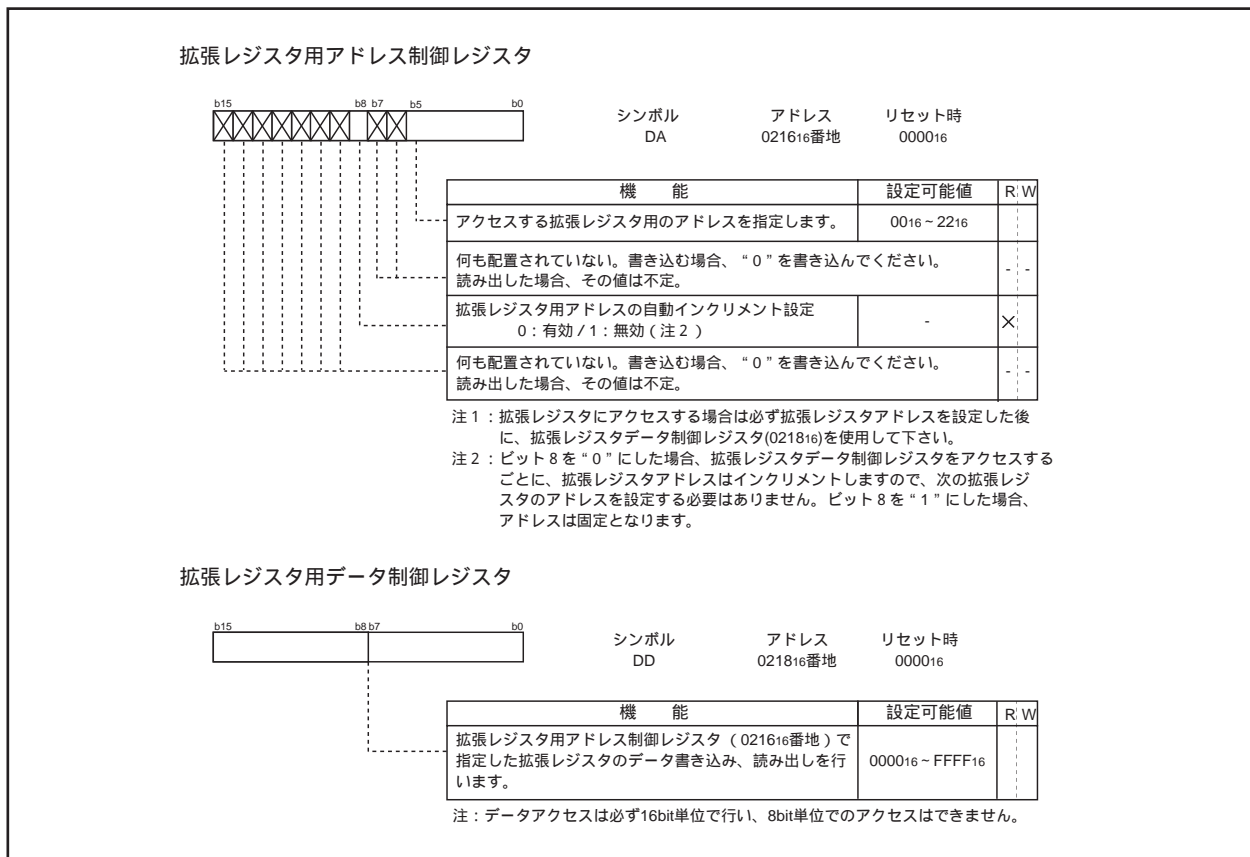 拡張レジスタ用アドレス制御レジスタ
b15 b8 b7 b5 b0
シンボル アドレス リセット時
DA 021616番地 000016
機 能 設定可能値 R W
アクセスする拡張レジスタ用のアドレスを指定します。 0016~2216
何も配置されていない。書き込む場合、“0”を書き込んでください。
読み出した場合、その値は不定。 - -
拡張レジスタ用アドレスの自動インクリメント設定
0:有効/1:無効(注2) - ×
何も配置されていない。書き込む場合、“0”を書き込んでください。
読み出した場合、その値は不定。 - -
注1:拡張レジスタにアクセスする場合は必ず拡張レジスタアドレスを設定した後
に、拡張レジスタデータ制御レジスタ(021816)を使用して下さい。
注2:ビット8を“0”にした場合、拡張レジスタデータ制御レジスタをアクセスする
ごとに、拡張レジスタアドレスはインクリメントしますので、次の拡張レジ
スタのアドレスを設定する必要はありません。ビット8を“1”にした場合、
アドレスは固定となります。
拡張レジスタ用データ制御レジスタ
b15 b8 b7 b0
シンボル アドレス リセット時
DD 021816番地 000016
機 能 設定可能値 R W
拡張レジスタ用アドレス制御レジスタ(021616番地)で
指定した拡張レジスタのデータ書き込み、読み出しを行 000016~FFFF16
います。
注:データアクセスは必ず16bit単位で行い、8bit単位でのアクセスはできません。